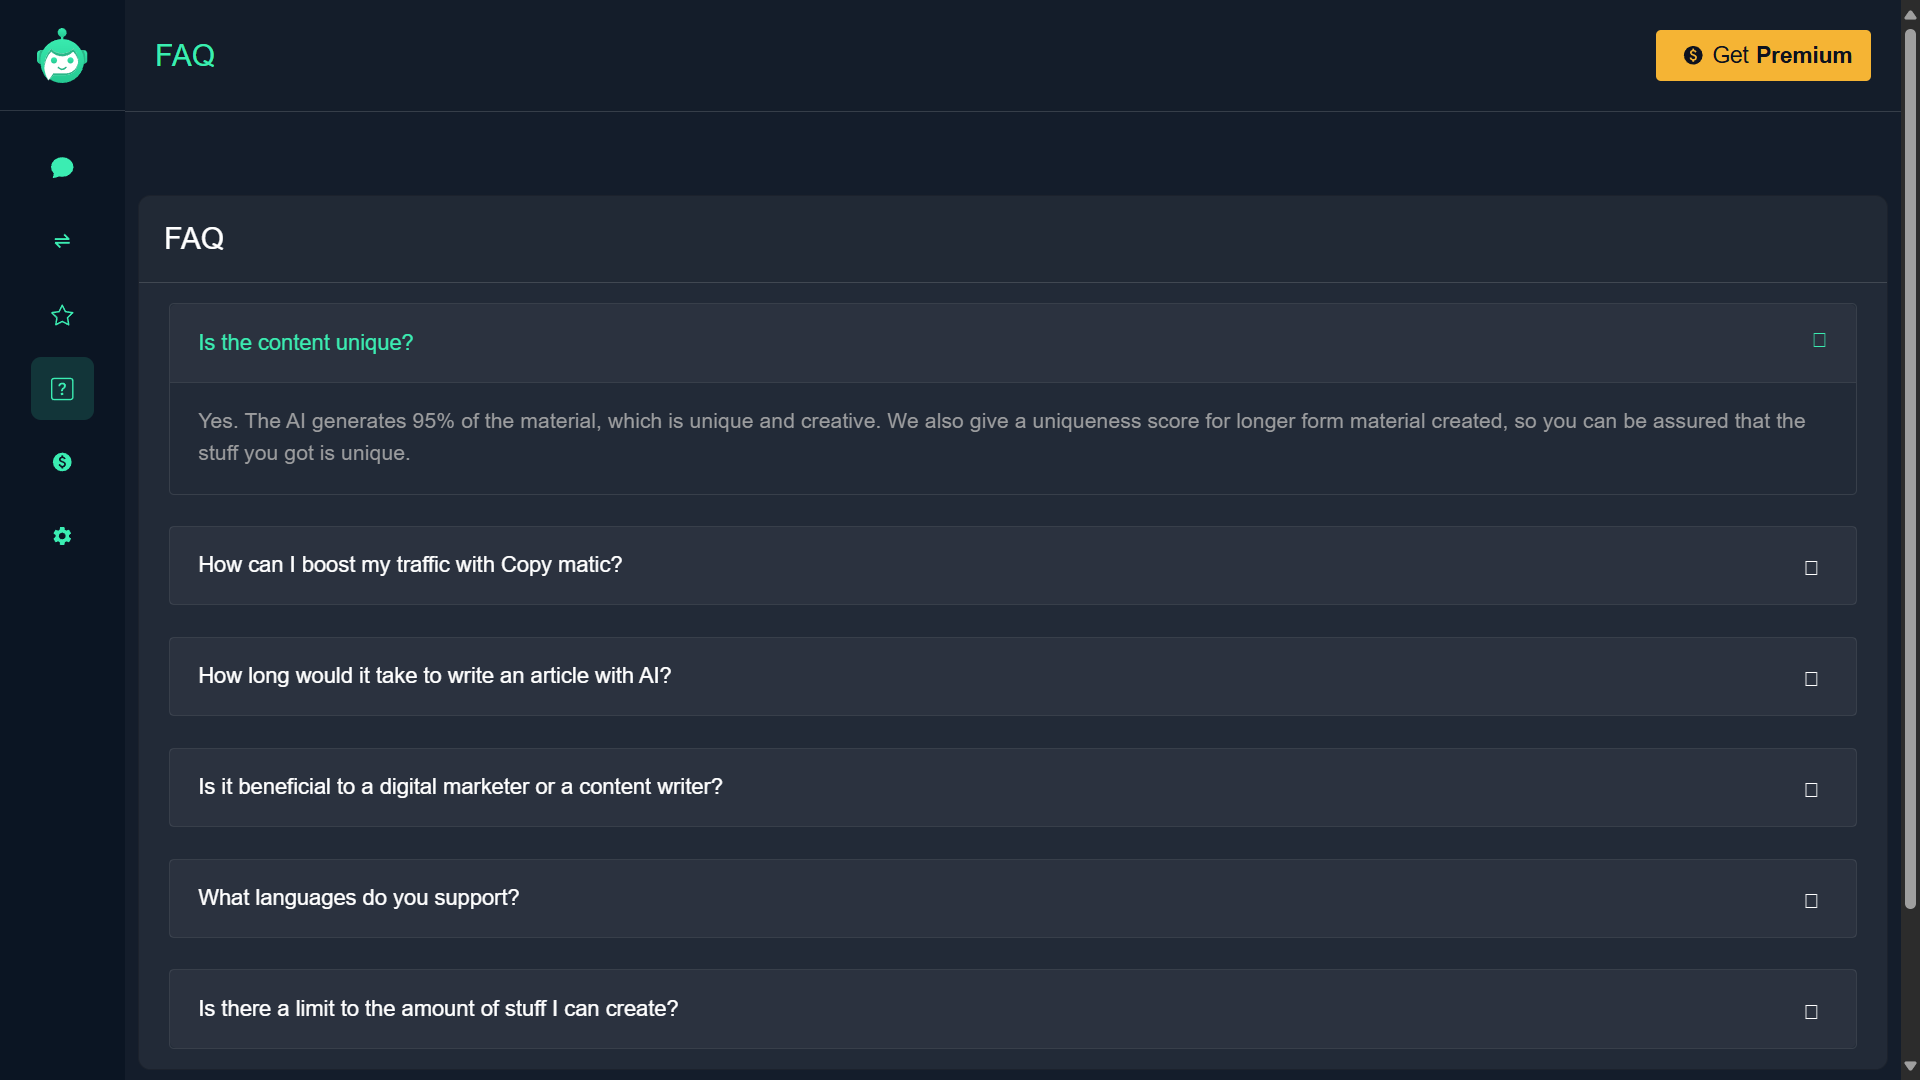 FAQ
Get Premium
FAQ
Is the content unique?
Yes. The AI generates 95% of the material, which is unique and creative. We also give a uniqueness score for longer form material created, so you can be assured that the
stuff you got is unique.
How can I boost my traffic with Copy matic?
How long would it take to write an article with AI?
Is it beneficial to a digital marketer or a content writer?
What languages do you support?
Is there a limit to the amount of stuff I can create?